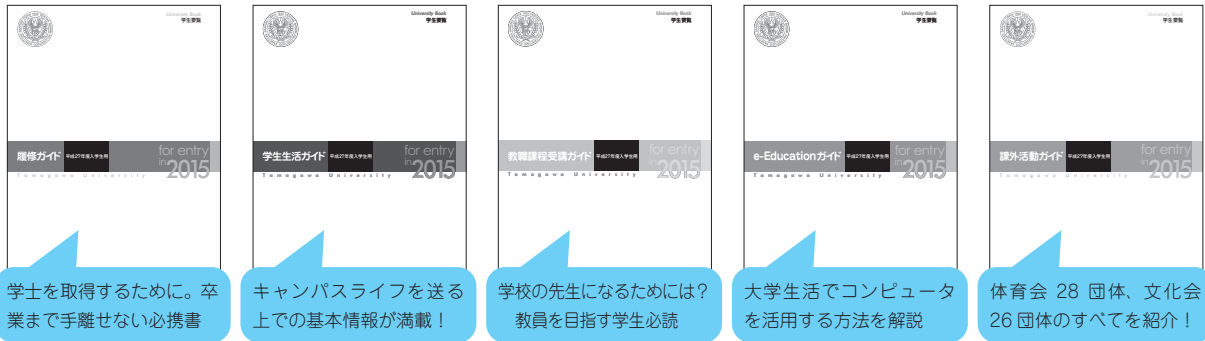 University Book
学生要覧
履修ガイド 平成27年度入学生用 for entry
in 2015
Tamagawa University
学士を取得するために。卒
業まで手離せない必携書
University Book
学生要覧
学生生活ガイド 平成27年度入学生用 for entry
in 2015
Tamagawa University
キャンパスライフを送る
上での基本情報が満載！
University Book
学生要覧
教職課程受講ガイド 平成27年度入学生用 for entry
in 2015
Tamagawa University
学校の先生になるためには？
教員を目指す学生必読
University Book
学生要覧
e-Educationガイド 平成27年度入学生用 for entry
in 2015
Tamagawa University
大学生活でコンピュータ
を活用する方法を解説
University Book
学生要覧
課外活動ガイド 平成27年度入学生用 for entry
in 2015
Tamagawa University
体育会 28 団体、文化会
26 団体のすべてを紹介！